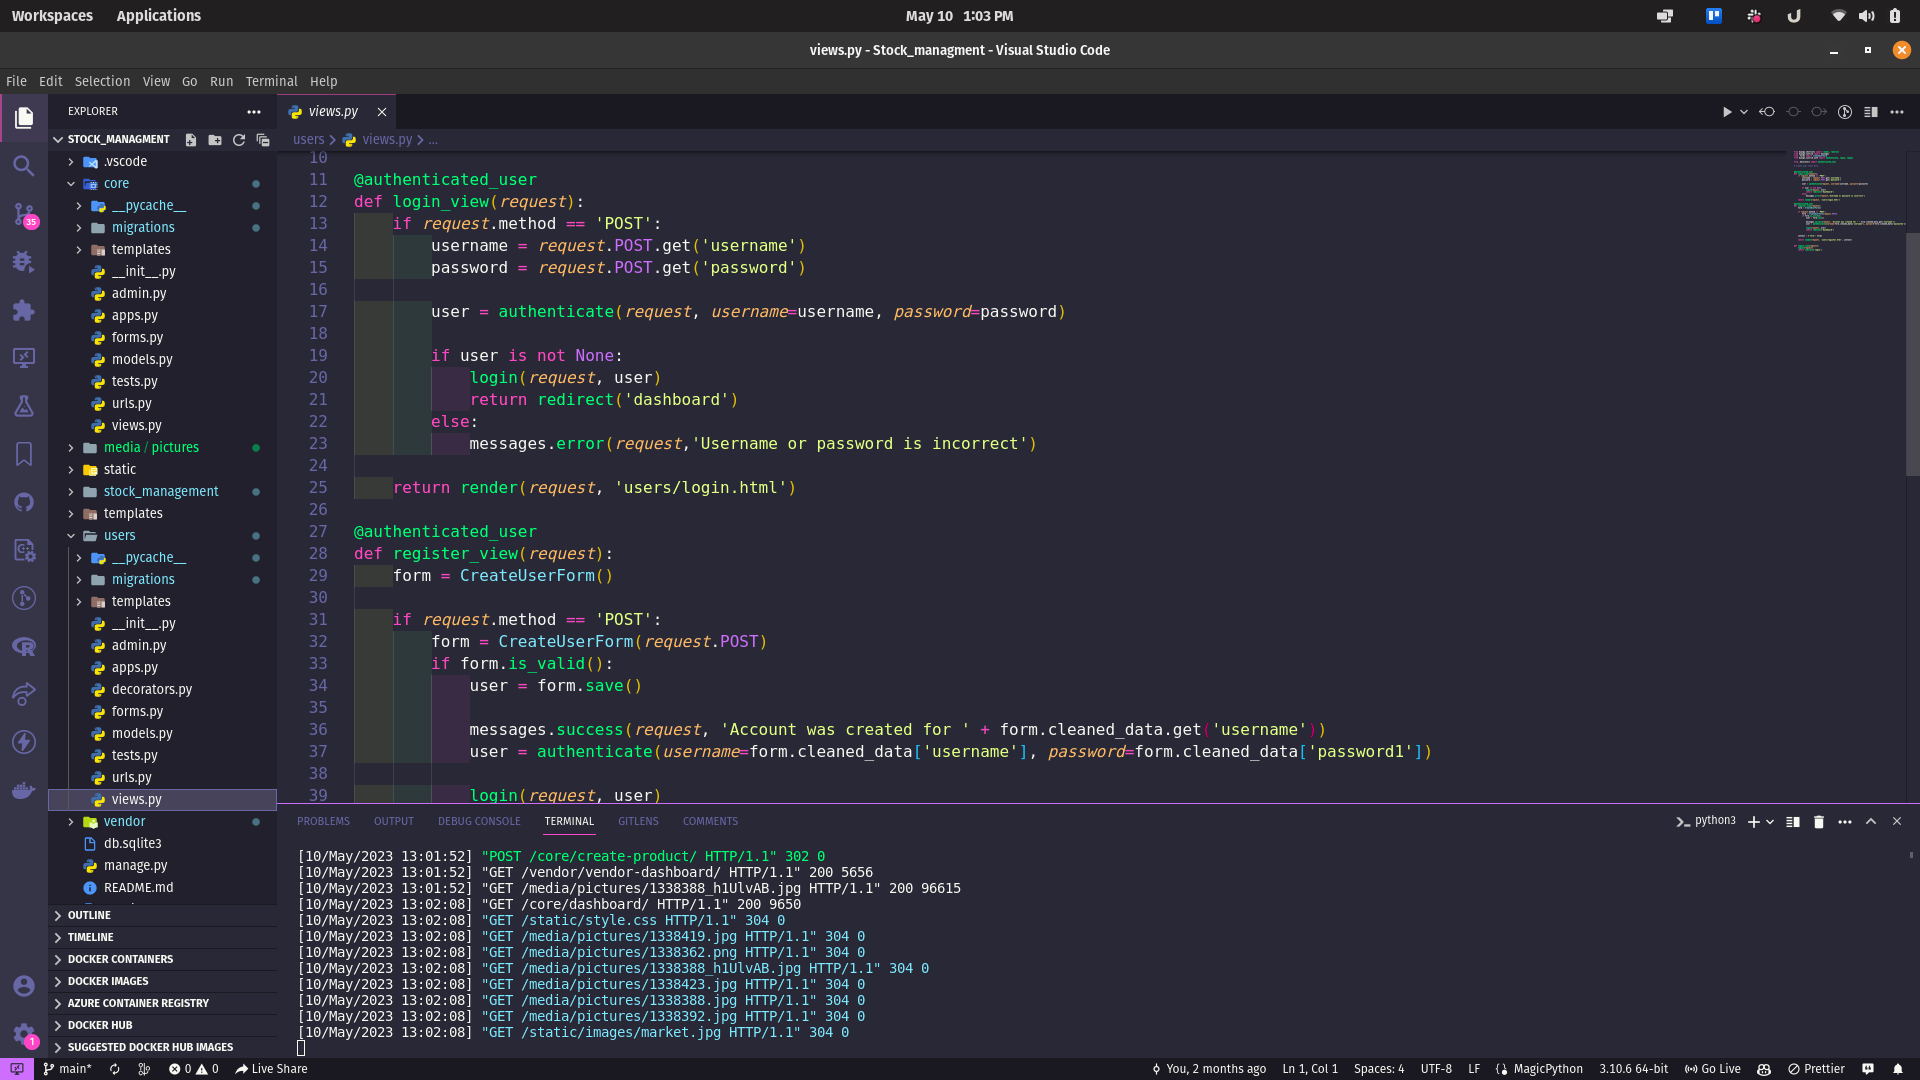 Workspaces Applications May 10 1:03 PM
views.py - Stock_managment - Visual Studio Code
File Edit Selection View Go Run Terminal Help
EXPLORER
STOCK_MANAGMENT
.vscode
core
__pycache__
migrations
templates
__init__.py
admin.py
apps.py
forms.py
models.py
tests.py
urls.py
views.py
media / pictures
static
stock_management
templates
users
__pycache__
migrations
templates
__init__.py
admin.py
apps.py
decorators.py
forms.py
models.py
tests.py
urls.py
views.py
vendor
db.sqlite3
manage.py
README.md
OUTLINE
TIMELINE
DOCKER CONTAINERS
DOCKER IMAGES
AZURE CONTAINER REGISTRY
DOCKER HUB
SUGGESTED DOCKER HUB IMAGES
35
1
views.py
users > views.py > ...
10
11 @authenticated_user
12 def login_view(request):
13     if request.method == 'POST':
14         username = request.POST.get('username')
15         password = request.POST.get('password')
16
17         user = authenticate(request, username=username, password=password)
18
19         if user is not None:
20             login(request, user)
21             return redirect('dashboard')
22         else:
23             messages.error(request,'Username or password is incorrect')
24
25     return render(request, 'users/login.html')
26
27 @authenticated_user
28 def register_view(request):
29     form = CreateUserForm()
30
31     if request.method == 'POST':
32         form = CreateUserForm(request.POST)
33         if form.is_valid():
34             user = form.save()
35
36             messages.success(request, 'Account was created for ' + form.cleaned_data.get('username'))
37             user = authenticate(username=form.cleaned_data['username'], password=form.cleaned_data['password1'])
38
39             login(request, user)
PROBLEMS OUTPUT DEBUG CONSOLE TERMINAL GITLENS COMMENTS python3
[10/May/2023 13:01:52] "POST /core/create-product/ HTTP/1.1" 302 0
[10/May/2023 13:01:52] "GET /vendor/vendor-dashboard/ HTTP/1.1" 200 5656
[10/May/2023 13:01:52] "GET /media/pictures/1338388_h1UlvAB.jpg HTTP/1.1" 200 96615
[10/May/2023 13:02:08] "GET /core/dashboard/ HTTP/1.1" 200 9650
[10/May/2023 13:02:08] "GET /static/style.css HTTP/1.1" 304 0
[10/May/2023 13:02:08] "GET /media/pictures/1338419.jpg HTTP/1.1" 304 0
[10/May/2023 13:02:08] "GET /media/pictures/1338362.png HTTP/1.1" 304 0
[10/May/2023 13:02:08] "GET /media/pictures/1338388_h1UlvAB.jpg HTTP/1.1" 304 0
[10/May/2023 13:02:08] "GET /media/pictures/1338423.jpg HTTP/1.1" 304 0
[10/May/2023 13:02:08] "GET /media/pictures/1338388.jpg HTTP/1.1" 304 0
[10/May/2023 13:02:08] "GET /media/pictures/1338392.jpg HTTP/1.1" 304 0
[10/May/2023 13:02:08] "GET /static/images/market.jpg HTTP/1.1" 304 0
main* 0 0 Live Share You, 2 months ago Ln 1, Col 1 Spaces: 4 UTF-8 LF MagicPython 3.10.6 64-bit Go Live Prettier